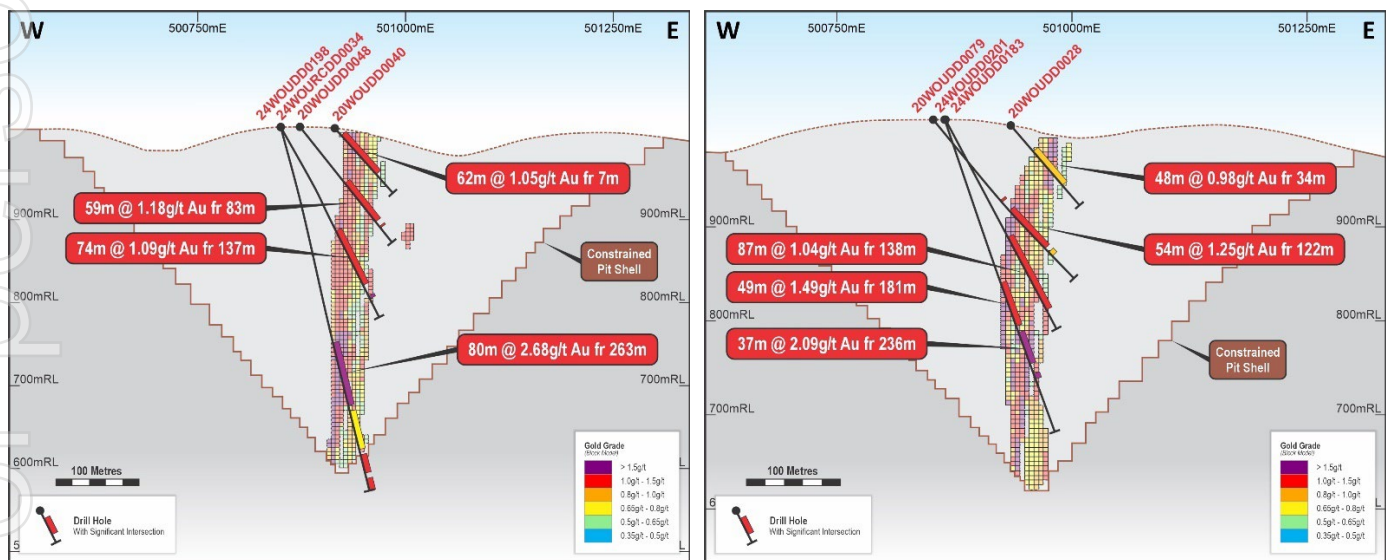 W
500750mE
501000mE
501250mE
E
24WOUDD0198
24WOURCDD0034
20WOUDD0048
20WOUDD0040
62m @ 1.05g/t Au fr 7m
59m @ 1.18g/t Au fr 83m
74m @ 1.09g/t Au fr 137m
80m @ 2.68g/t Au fr 263m
Constrained
Pit Shell
900mRL
900mRL
800mRL
800mRL
700mRL
700mRL
600mRL
600mRL
100 Metres
Drill Hole
With Significant Intersection
Gold Grade
(Block Model)
> 1.5g/t
1.0g/t - 1.5g/t
0.8g/t - 1.0g/t
0.65g/t - 0.8g/t
0.5g/t - 0.65g/t
0.35g/t - 0.5g/t
W
500750mE
501000mE
501250mE
E
20WOUDD0079
24WOUDD0201
24WOUDD0183
20WOUDD0028
48m @ 0.98g/t Au fr 34m
54m @ 1.25g/t Au fr 122m
87m @ 1.04g/t Au fr 138m
49m @ 1.49g/t Au fr 181m
37m @ 2.09g/t Au fr 236m
Constrained
Pit Shell
900mRL
900mRL
800mRL
800mRL
700mRL
700mRL
100 Metres
Drill Hole
With Significant Intersection
Gold Grade
(Block Model)
> 1.5g/t
1.0g/t - 1.5g/t
0.8g/t - 1.0g/t
0.65g/t - 0.8g/t
0.5g/t - 0.65g/t
0.35g/t - 0.5g/t